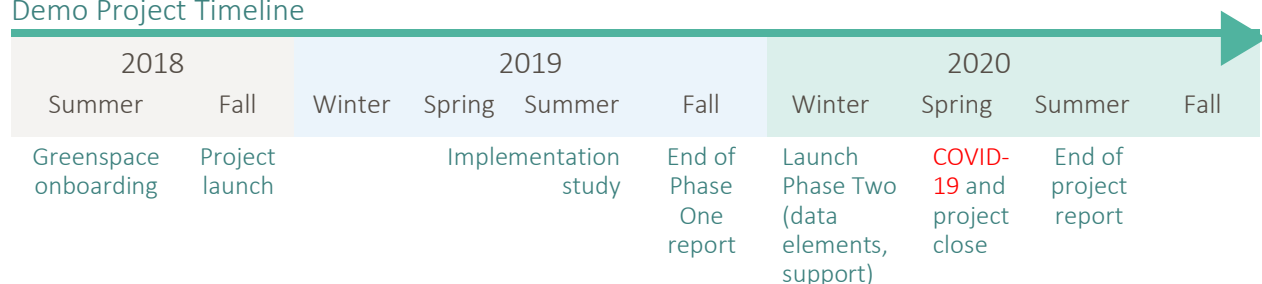 Demo Project Timeline
2018 2019 2020
Summer Fall Winter Spring Summer Fall Winter Spring Summer Fall
Greenspace
onboarding
Project
launch
Implementation
study
End of
Phase
One
report
Launch
Phase Two
(data
elements,
support)
COVID-
19 and
project
close
End of
project
report